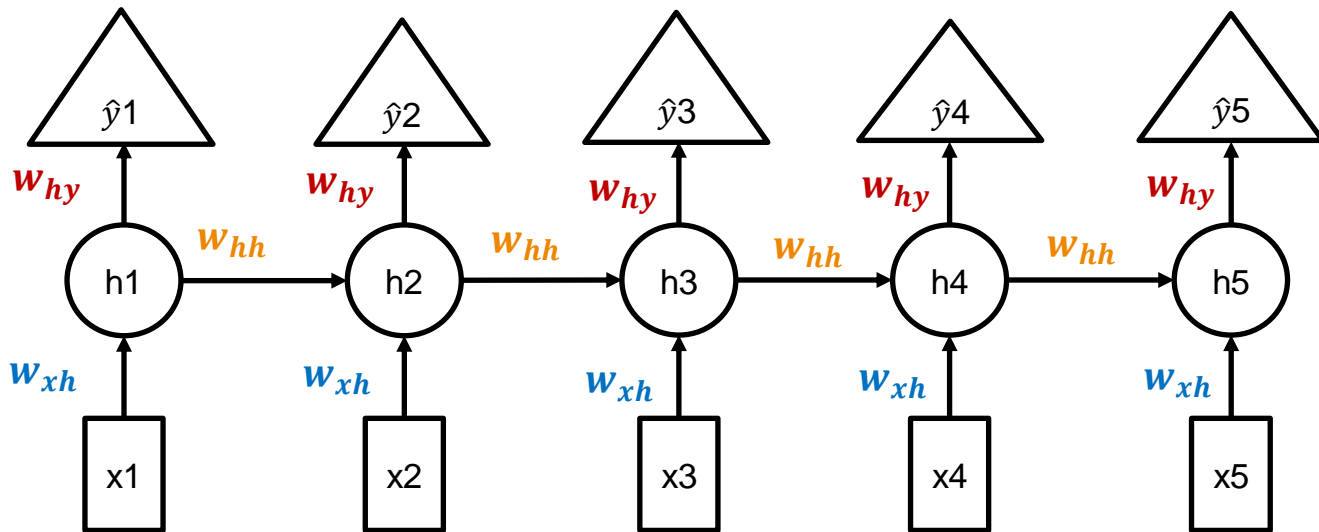 ŷ1 ŷ2 ŷ3 ŷ4 ŷ5
w_hy w_hy w_hy w_hy w_hy
w_hh w_hh w_hh w_hh
h1 h2 h3 h4 h5
w_xh w_xh w_xh w_xh w_xh
x1 x2 x3 x4 x5